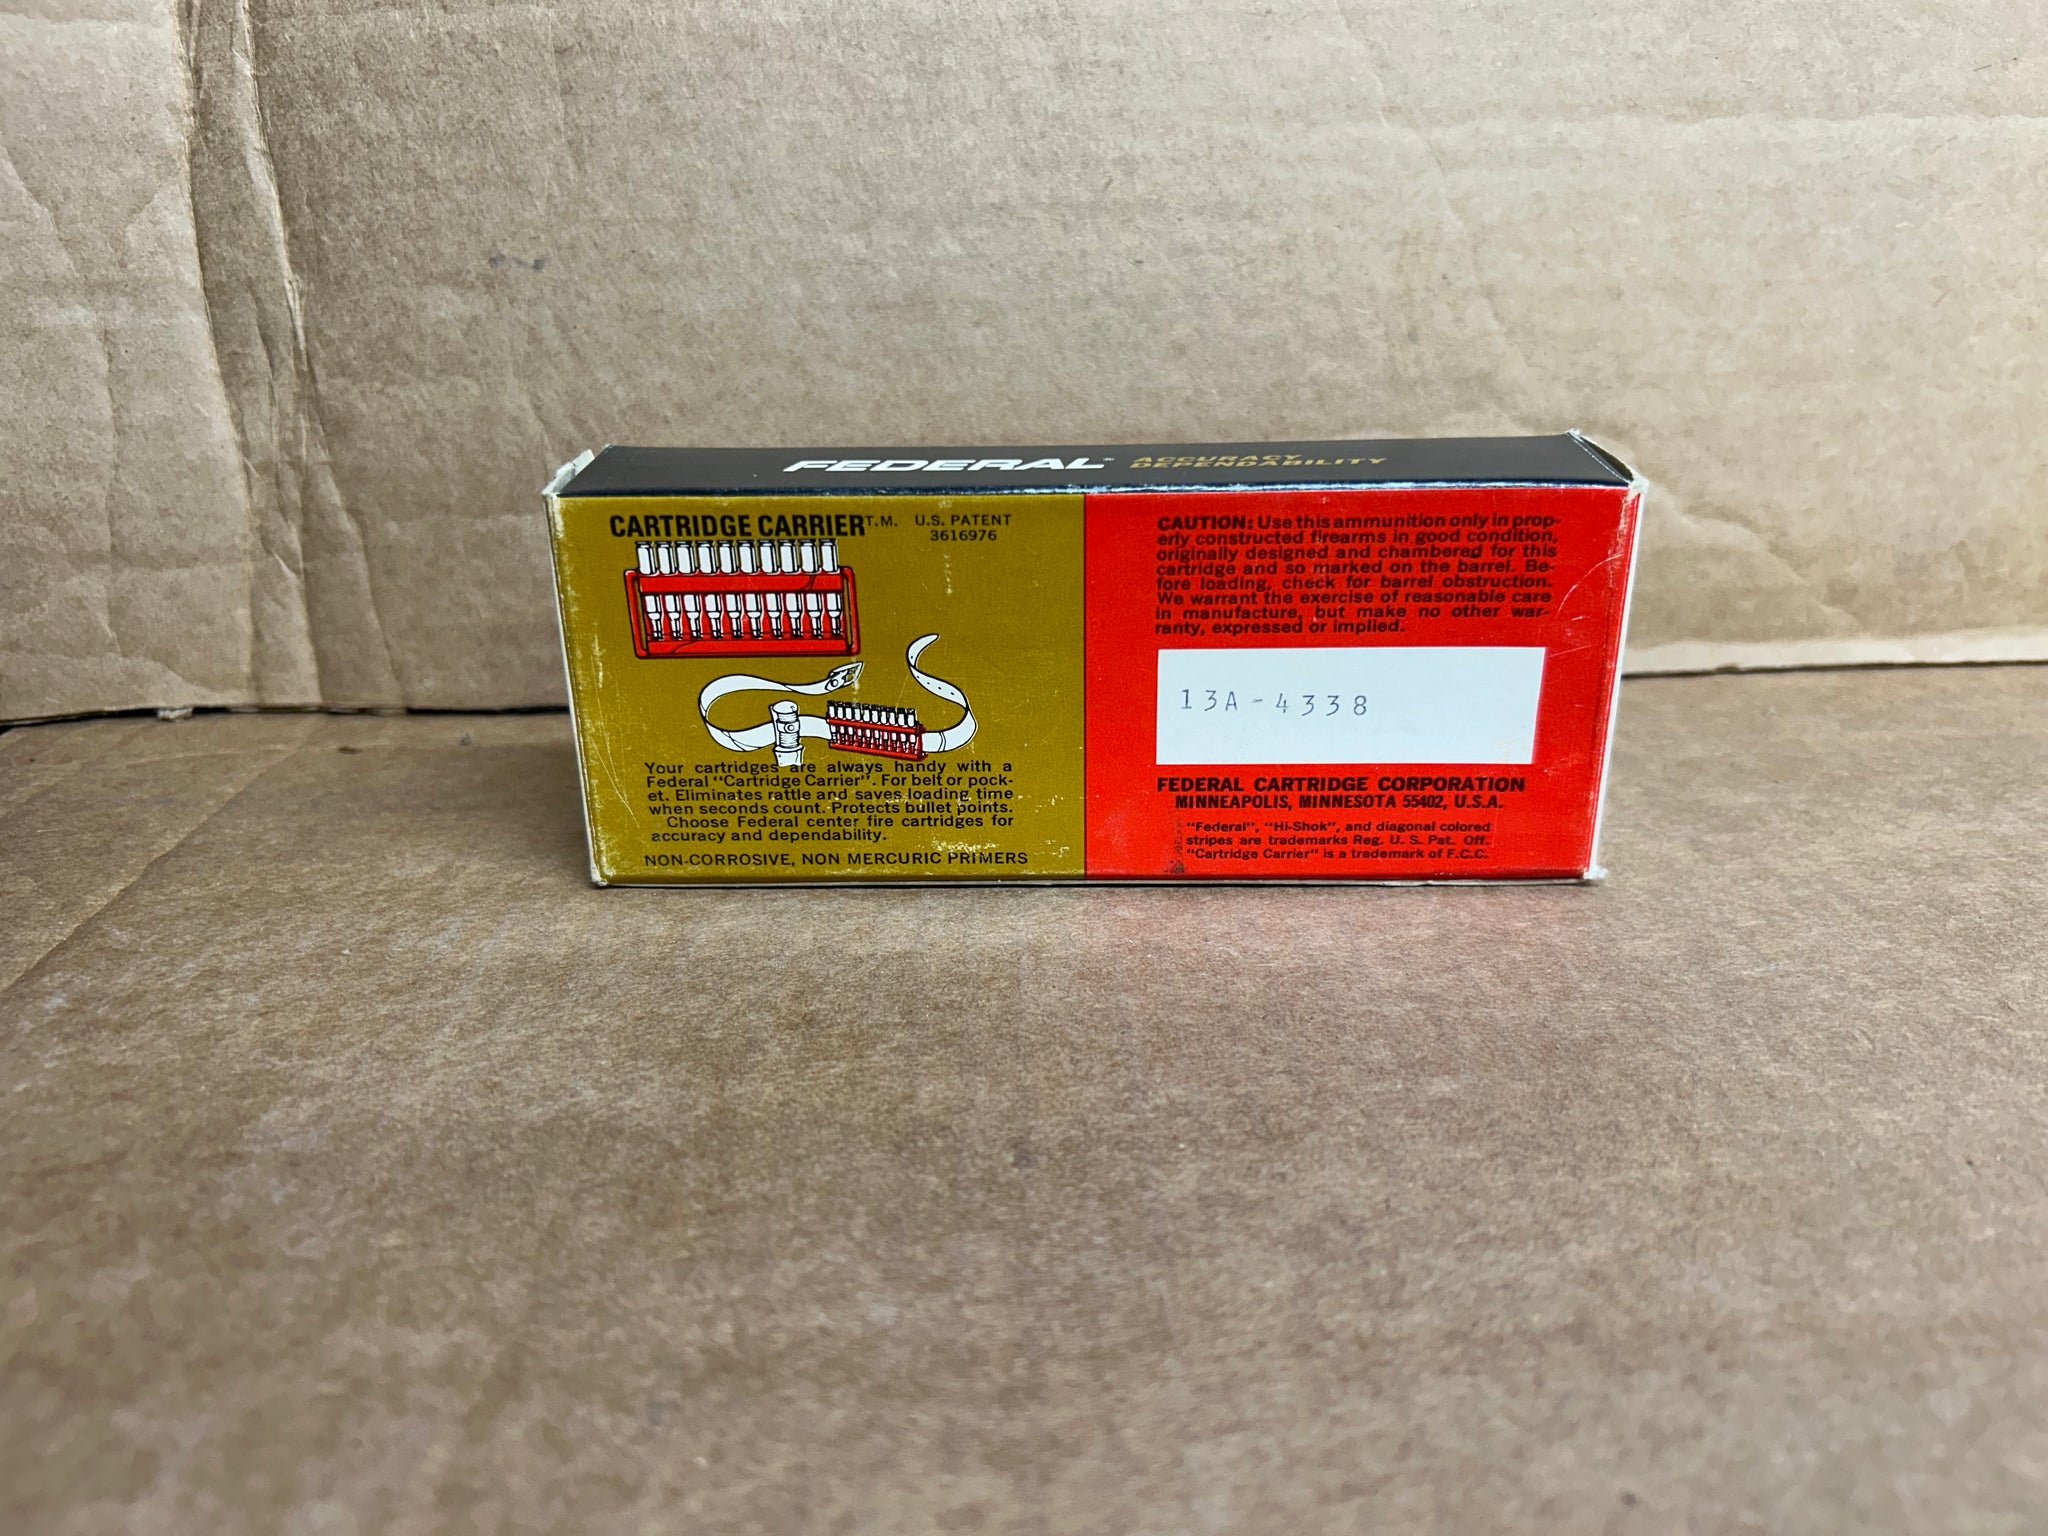 FEDERAL® ACCURACY
DEPENDABILITY
CARTRIDGE CARRIER T.M. U.S. PATENT
3616976
Your cartridges are always handy with a
Federal "Cartridge Carrier". For belt or pock-
et. Eliminates rattle and saves loading time
when seconds count. Protects bullet points.
Choose Federal center fire cartridges for
accuracy and dependability.
NON-CORROSIVE, NON MERCURIC PRIMERS
CAUTION: Use this ammunition only in prop-
erly constructed firearms in good condition,
originally designed and chambered for this
cartridge and so marked on the barrel. Be-
fore loading, check for barrel obstruction.
We warrant the exercise of reasonable care
in manufacture, but make no other war-
ranty, expressed or implied.
13A-4338
FEDERAL CARTRIDGE CORPORATION
MINNEAPOLIS, MINNESOTA 55402, U.S.A.
"Federal", "Hi-Shok", and diagonal colored
stripes are trademarks Reg. U. S. Pat. Off.
"Cartridge Carrier" is a trademark of F.C.C.